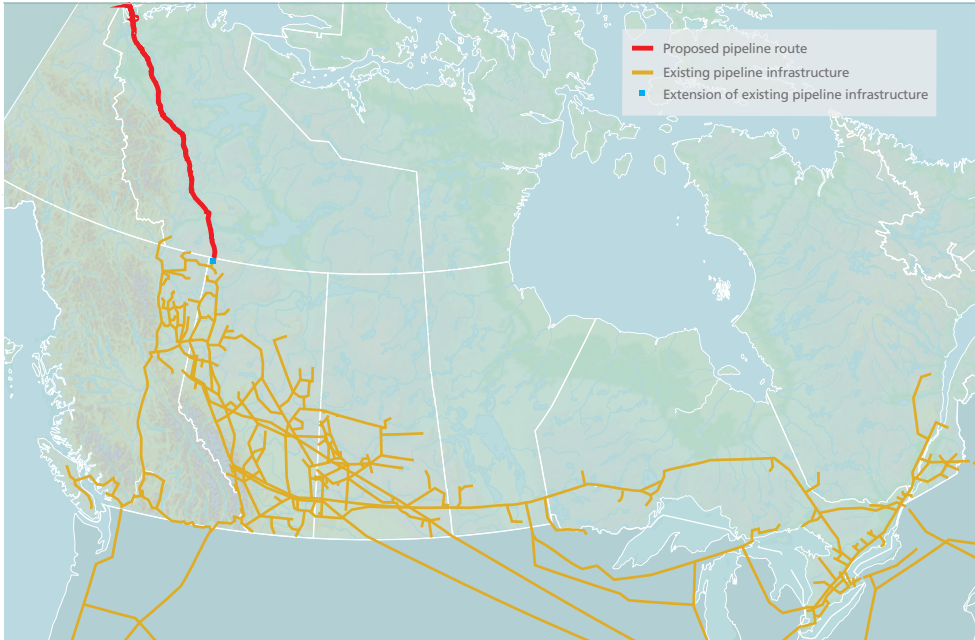 Proposed pipeline route
Existing pipeline infrastructure
Extension of existing pipeline infrastructure